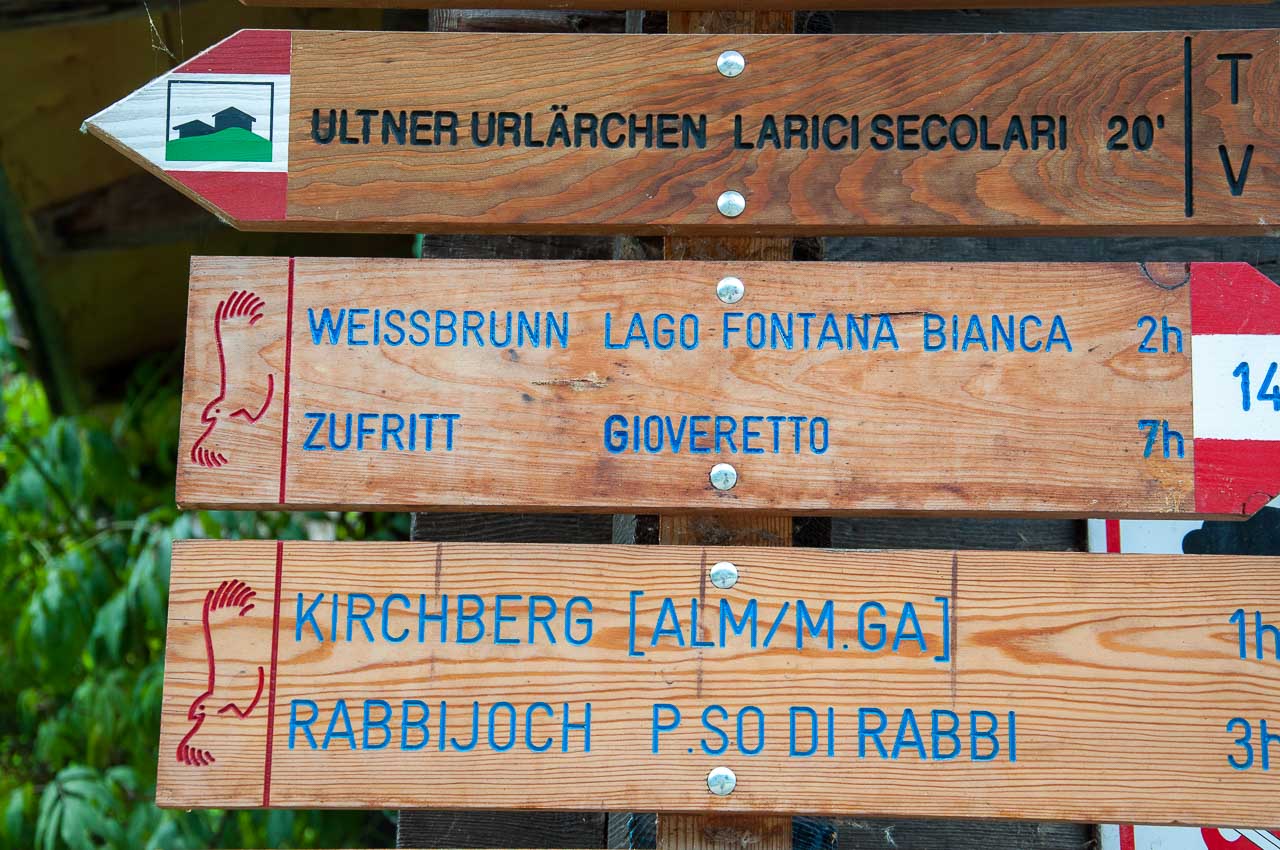 ULTNER URLÄRCHEN LARICI SECOLARI 20' T
V
WEISSBRUNN LAGO FONTANA BIANCA 2h
14
ZUFRITT GIOVERETTO 7h
KIRCHBERG [ALM/M.GA] 1h
RABBIJOCH P.SO DI RABBI 3h